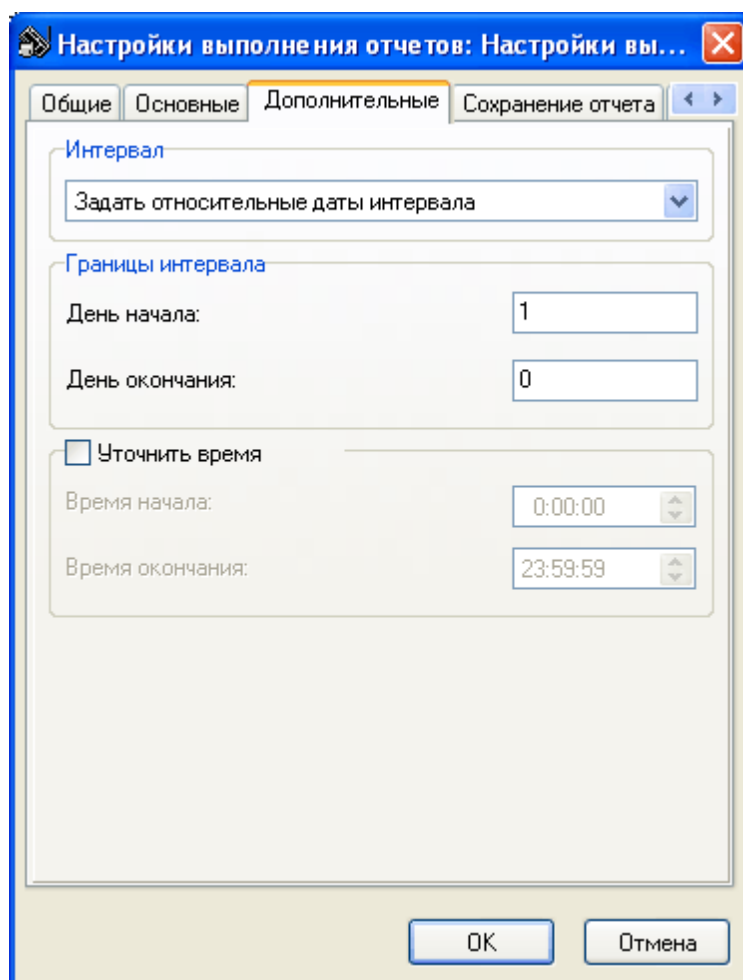 Настройки выполнения отчетов: Настройки вы...
Общие Основные Дополнительные Сохранение отчета
Интервал
Задать относительные даты интервала
Границы интервала
День начала: 1
День окончания: 0
Уточнить время
Время начала: 0:00:00
Время окончания: 23:59:59
OK Отмена